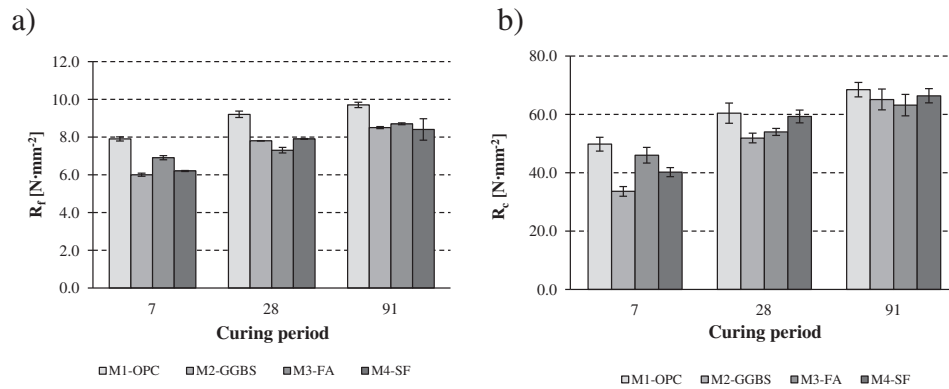 a)
R_f [N·mm-2]
12.0
10.0
8.0
6.0
4.0
2.0
0.0
7 28 91
Curing period
M1-OPC M2-GGBS M3-FA M4-SF
b)
R_c [N·mm-2]
80.0
60.0
40.0
20.0
0.0
7 28 91
Curing period
M1-OPC M2-GGBS M3-FA M4-SF